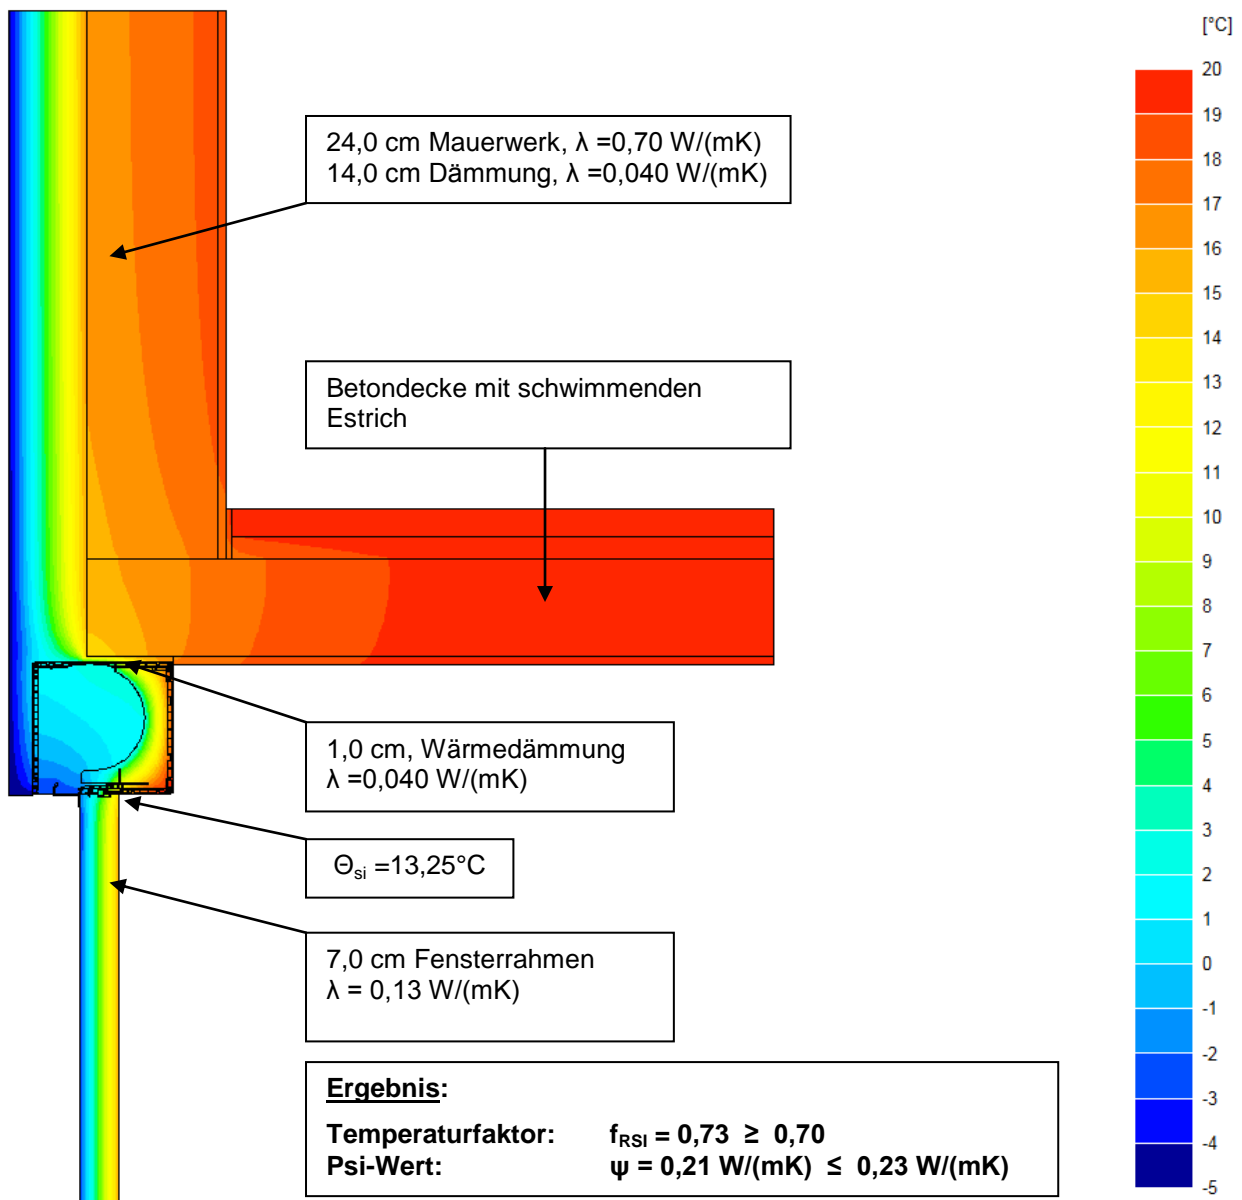 [°C]
24,0 cm Mauerwerk, λ =0,70 W/(mK)
14,0 cm Dämmung, λ =0,040 W/(mK)
Betondecke mit schwimmenden
Estrich
1,0 cm, Wärmedämmung
λ =0,040 W/(mK)
Θsi =13,25°C
7,0 cm Fensterrahmen
λ = 0,13 W/(mK)
Ergebnis:
Temperaturfaktor: fRSI = 0,73 ≥ 0,70
Psi-Wert: ψ = 0,21 W/(mK) ≤ 0,23 W/(mK)
20
19
18
17
16
15
14
13
12
11
10
9
8
7
6
5
4
3
2
1
0
-1
-2
-3
-4
-5